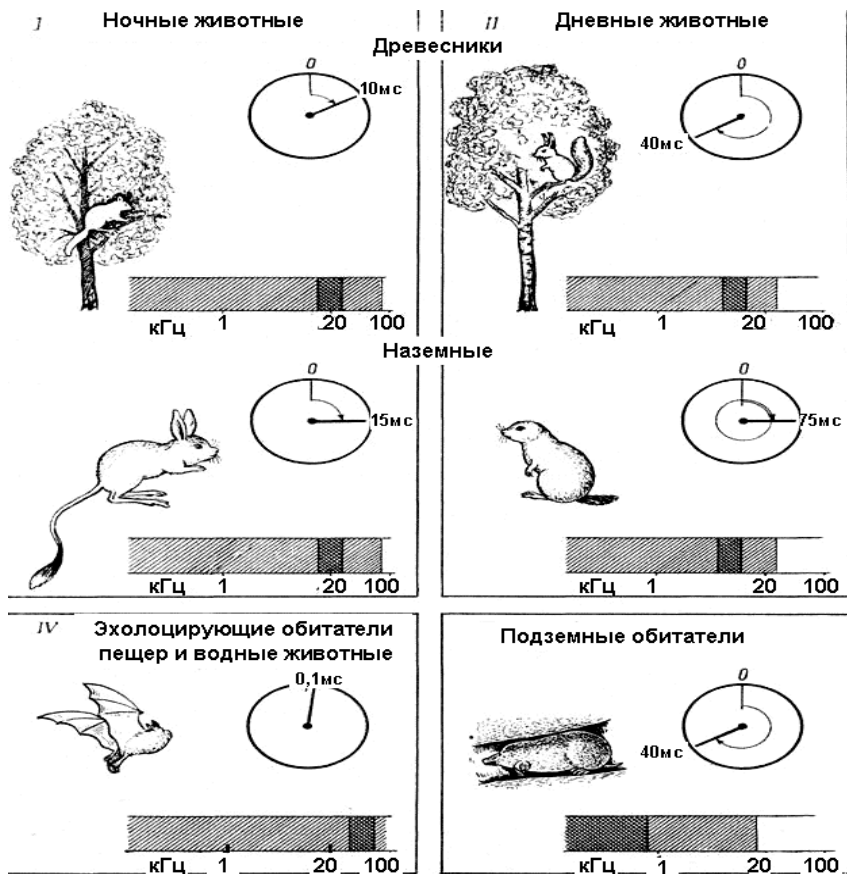 I
Ночные животные
II
Дневные животные
Древесники
0
10мс
0
40мс
кГц 1 20 100
кГц 1 20 100
Наземные
0
15мс
0
75мс
кГц 1 20 100
кГц 1 20 100
IV
Эхолоцирующие обитатели
пещер и водные животные
0,1мс
Подземные обитатели
0
40мс
кГц 1 20 100
кГц 1 20 100